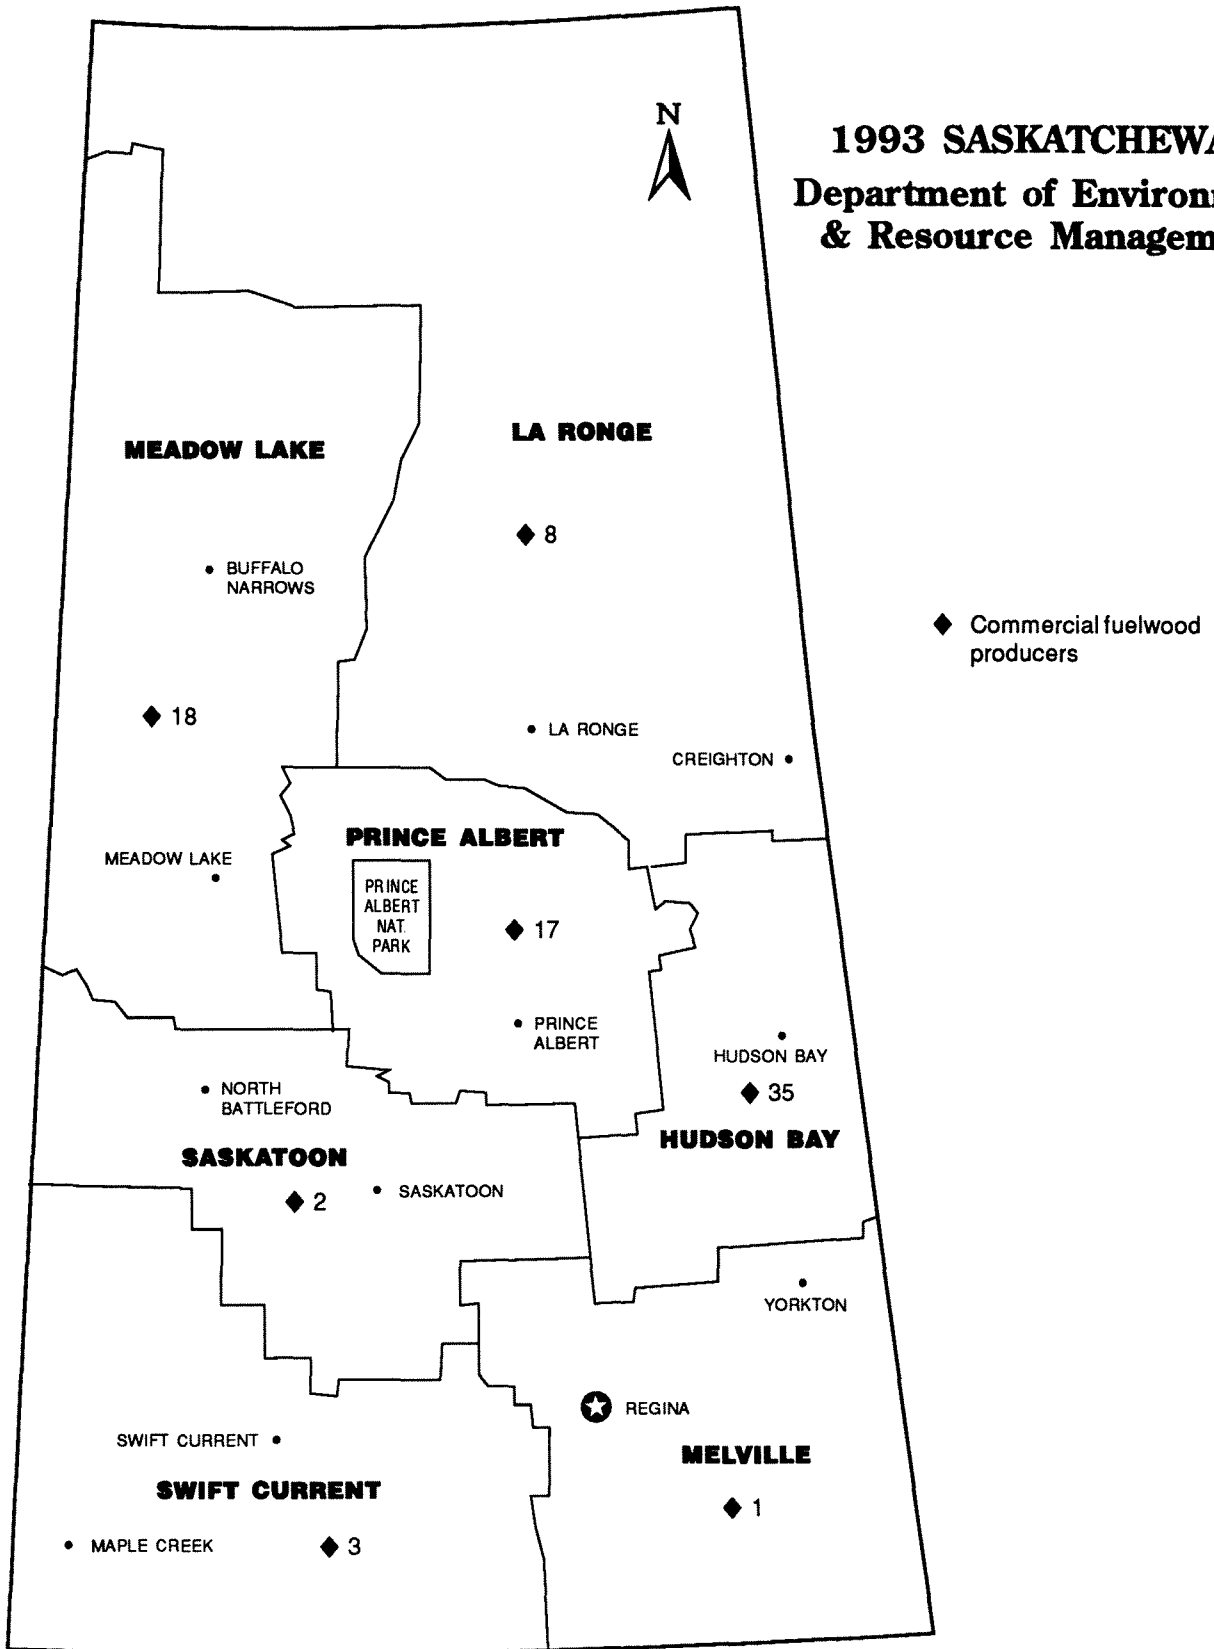 N
1993 SASKATCHEWA
Department of Environ
& Resource Managem
MEADOW LAKE
LA RONGE
8
BUFFALO
NARROWS
Commercial fuelwood
producers
18
LA RONGE
CREIGHTON
PRINCE ALBERT
MEADOW LAKE
PRINCE
ALBERT
NAT.
PARK
17
PRINCE
ALBERT
HUDSON BAY
35
NORTH
BATTLEFORD
HUDSON BAY
SASKATOON
SASKATOON
2
YORKTON
REGINA
SWIFT CURRENT
MELVILLE
SWIFT CURRENT
1
MAPLE CREEK
3